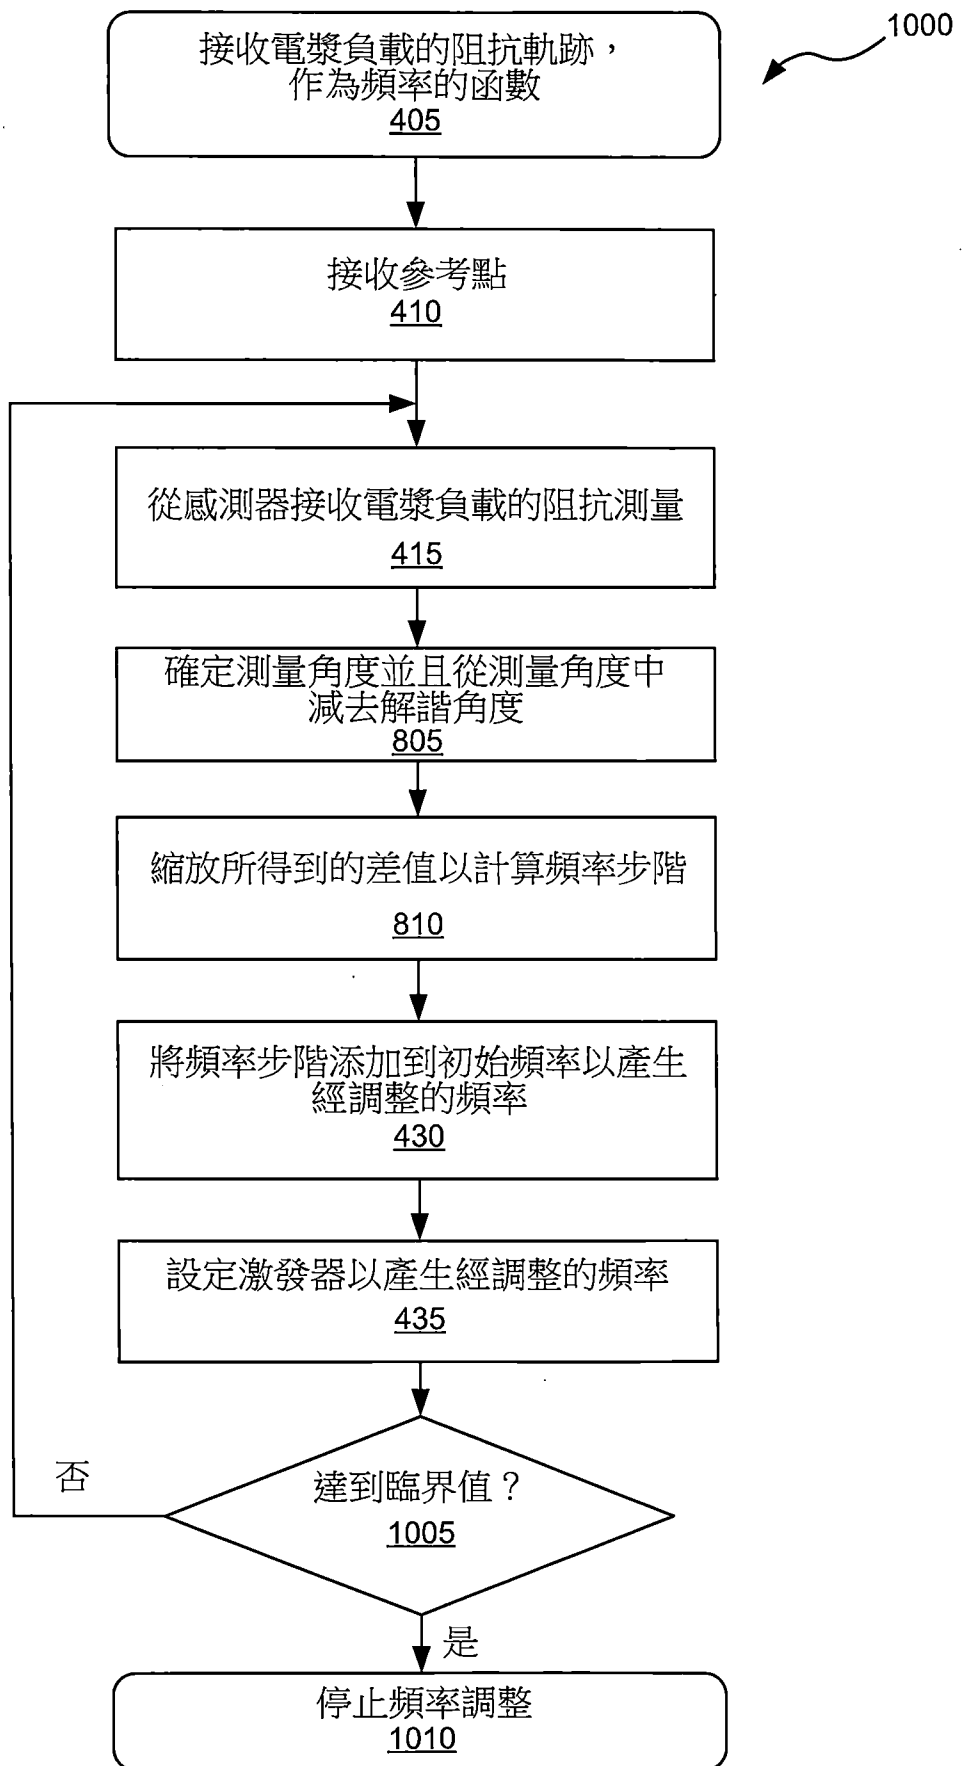 1000
接收電漿負載的阻抗軌跡，
作為頻率的函數
405
接收參考點
410
從感測器接收電漿負載的阻抗測量
415
確定測量角度並且從測量角度中
減去解諧角度
805
縮放所得到的差值以計算頻率步階
810
將頻率步階添加到初始頻率以產生
經調整的頻率
430
設定激發器以產生經調整的頻率
435
否
達到臨界值？
1005
是
停止頻率調整
1010